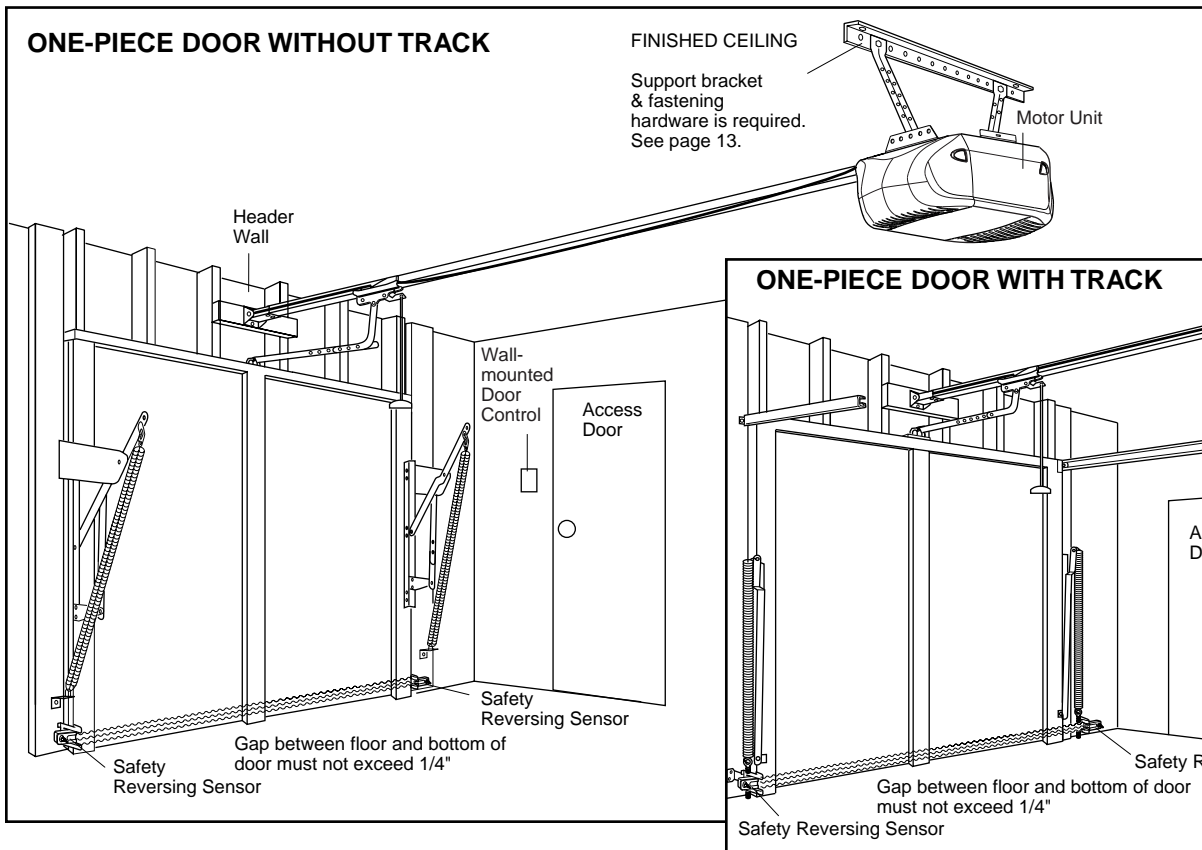 ONE-PIECE DOOR WITHOUT TRACK
FINISHED CEILING
Support bracket
& fastening
hardware is required.
See page 13.
Motor Unit
Header
Wall
Wall-
mounted
Door
Control
Access
Door
Safety
Reversing Sensor
Gap between floor and bottom of
door must not exceed 1/4"
Safety
Reversing Sensor
ONE-PIECE DOOR WITH TRACK
A
D
Safety R
Gap between floor and bottom of door
must not exceed 1/4"
Safety Reversing Sensor